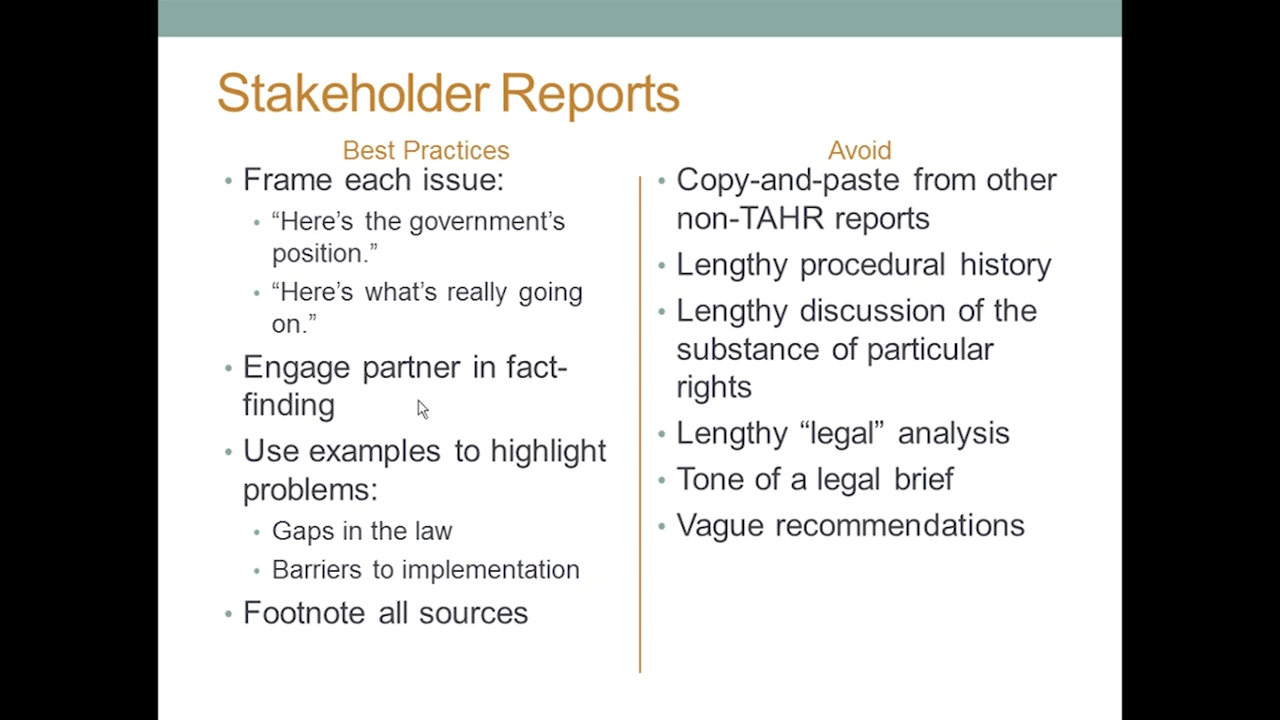 Stakeholder Reports
Best Practices
• Frame each issue:
• “Here’s the government’s
position.”
• “Here’s what’s really going
on.”
• Engage partner in fact-
finding
• Use examples to highlight
problems:
• Gaps in the law
• Barriers to implementation
• Footnote all sources
Avoid
• Copy-and-paste from other
non-TAHR reports
• Lengthy procedural history
• Lengthy discussion of the
substance of particular
rights
• Lengthy “legal” analysis
• Tone of a legal brief
• Vague recommendations